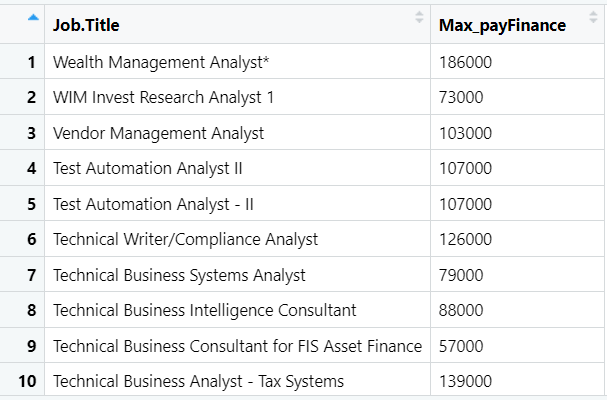 Job.Title Max_payFinance
1 Wealth Management Analyst* 186000
2 WIM Invest Research Analyst 1 73000
3 Vendor Management Analyst 103000
4 Test Automation Analyst II 107000
5 Test Automation Analyst - II 107000
6 Technical Writer/Compliance Analyst 126000
7 Technical Business Systems Analyst 79000
8 Technical Business Intelligence Consultant 88000
9 Technical Business Consultant for FIS Asset Finance 57000
10 Technical Business Analyst - Tax Systems 139000